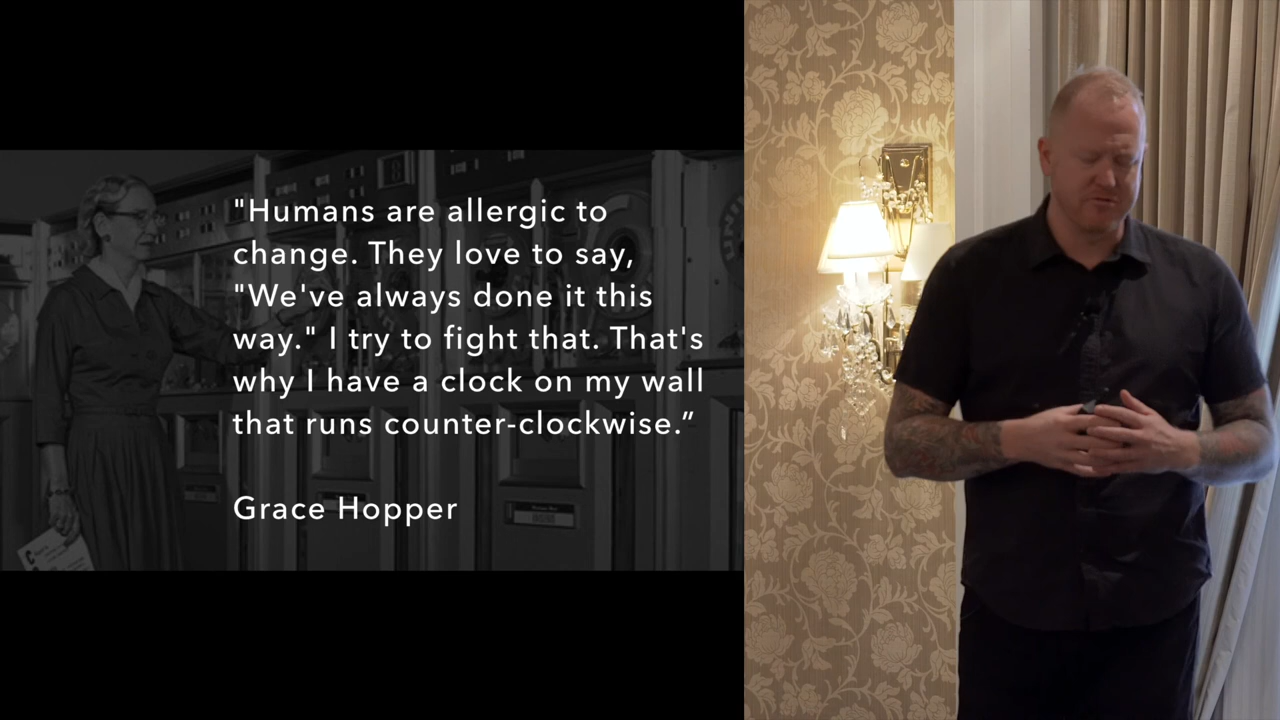 "Humans are allergic to
change. They love to say,
"We've always done it this
way." I try to fight that. That's
why I have a clock on my wall
that runs counter-clockwise.”
Grace Hopper